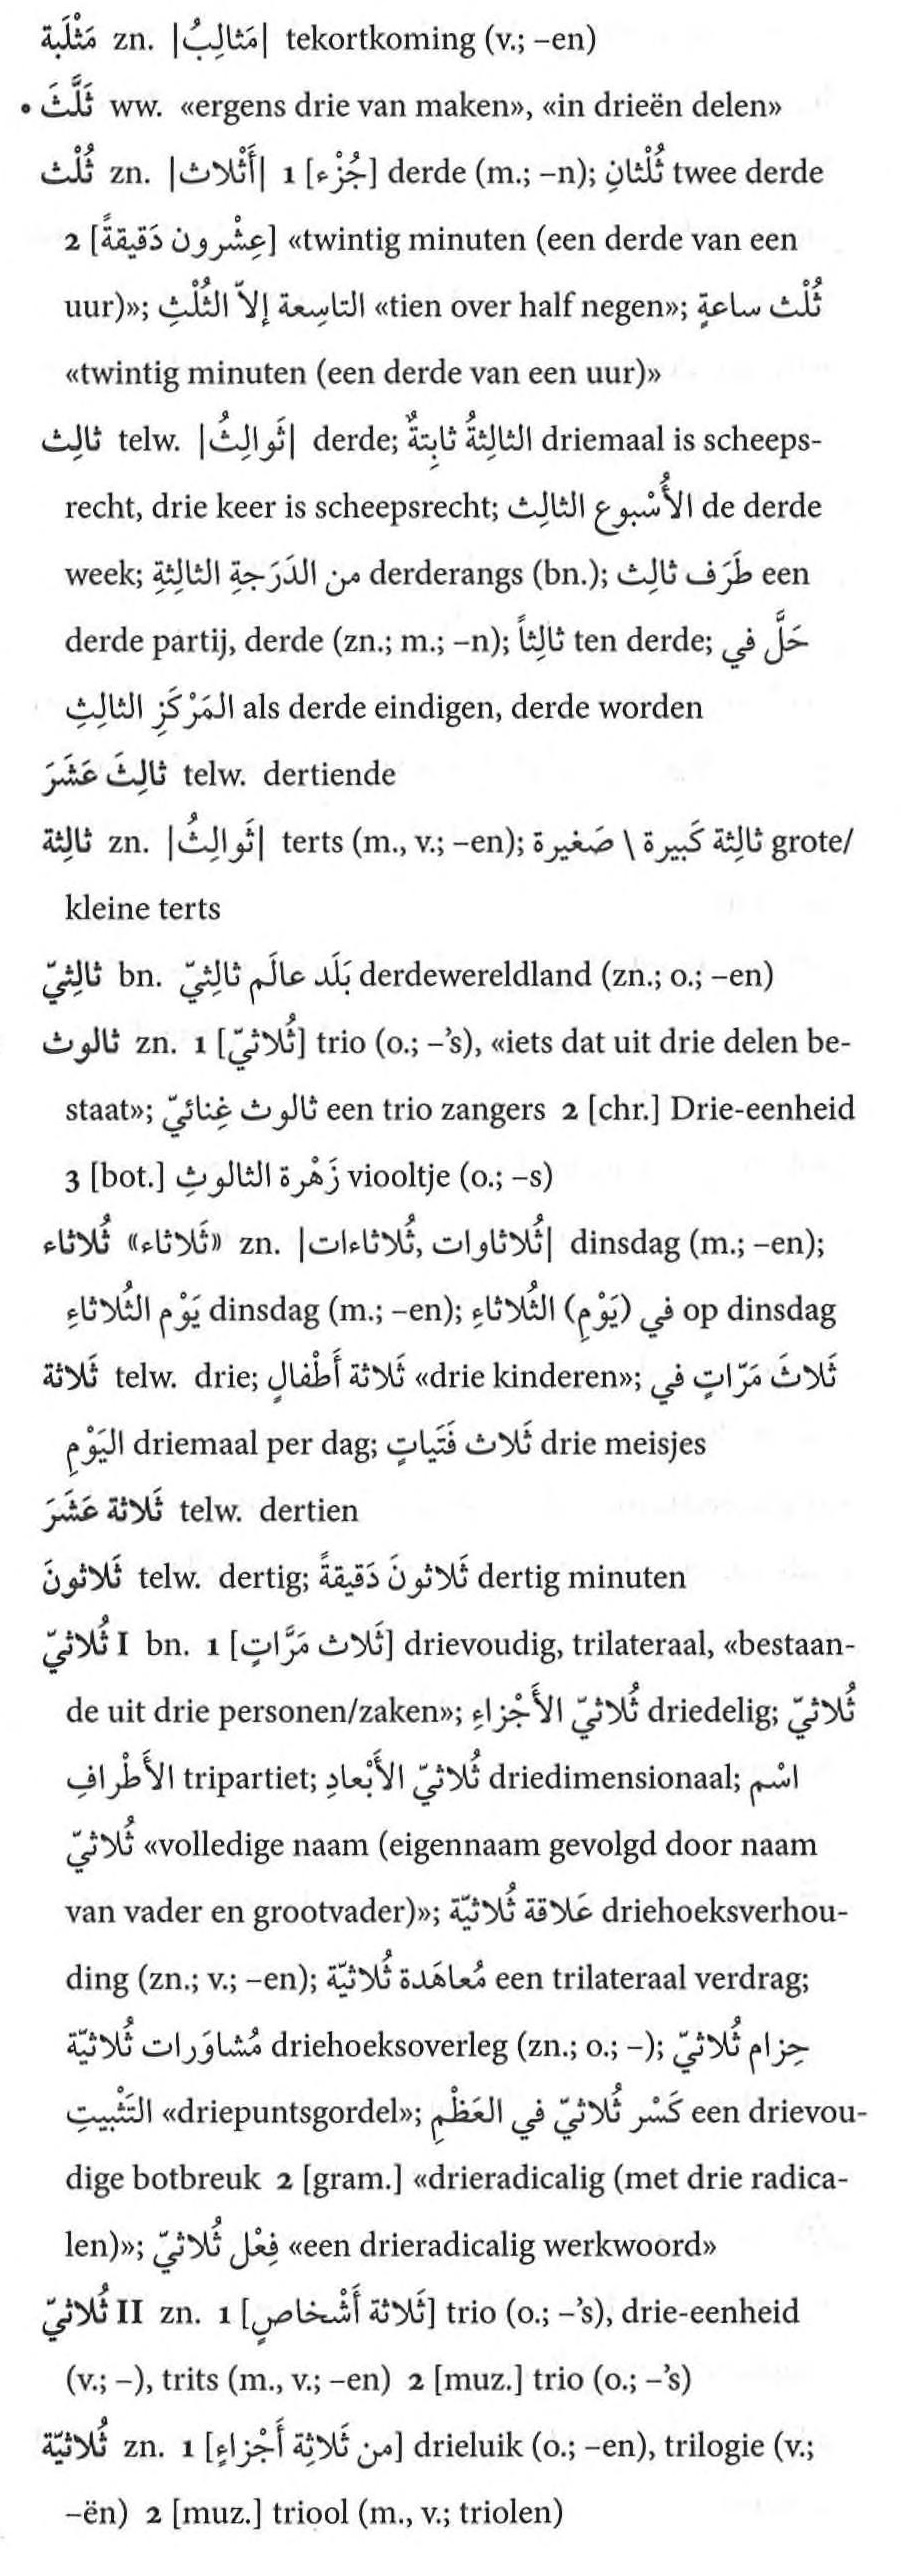 مَثْلَبة zn. |مَثالِبُ| tekortkoming (v.; –en)
• ثَلَّثَ ww. «ergens drie van maken», «in drieën delen»
ثُلْث zn. |أَثْلاث| 1 [جُزْء] derde (m.; –n); ثُلْثانِ twee derde
2 [عِشْرون دَقيقةً] «twintig minuten (een derde van een
uur)»; التاسِعة إلاّ الثُلْثِ «tien over half negen»; ثُلْث ساعةٍ
«twintig minuten (een derde van een uur)»
ثالِث telw. |ثَوالِثُ| derde; الثالِثةُ ثابِتةٌ driemaal is scheeps-
recht, drie keer is scheepsrecht; الأُسْبوع الثالِث de derde
week; من الدَرَجةِ الثالِثةِ derderangs (bn.); طَرَف ثالِث een
derde partij, derde (zn.; m.; –n); ثالِثاً ten derde; حَلَّ في
المَرْكَزِ الثالِثِ als derde eindigen, derde worden
ثالِثَ عَشَرَ telw. dertiende
ثالِثة zn. |ثَوالِثُ| terts (m., v.; –en); ثالِثة كَبيرة \ صَغيرة grote/
kleine terts
ثالِثيّ bn. بَلَد عالَم ثالِثيّ derdewereldland (zn.; o.; –en)
ثالوث zn. 1 [ثُلاثيّ] trio (o.; –’s), «iets dat uit drie delen be-
staat»; ثالوث غِنائيّ een trio zangers 2 [chr.] Drie-eenheid
3 [bot.] زَهْرة الثالوثِ viooltje (o.; –s)
ثُلاثاء «ثَلاثاء» zn. |ثُلاثاوات, ثُلاثاءات| dinsdag (m.; –en);
يَوْم الثُلاثاءِ dinsdag (m.; –en); في (يَوْمِ) الثُلاثاءِ op dinsdag
ثَلاثة telw. drie; ثَلاثة أَطْفالٍ «drie kinderen»; ثَلاثَ مَرّاتٍ في
اليَوْمِ driemaal per dag; ثَلاث فَتَياتٍ drie meisjes
ثَلاثةَ عَشَرَ telw. dertien
ثَلاثونَ telw. dertig; ثَلاثونَ دَقيقةً dertig minuten
ثُلاثيّ I bn. 1 [ثَلاث مَرَّاتٍ] drievoudig, trilateraal, «bestaan-
de uit drie personen/zaken»; ثُلاثيّ الأَجْزاءِ driedelig; ثُلاثيّ
الأَطْرافِ tripartiet; ثُلاثيّ الأَبْعادِ driedimensionaal; اسْم
ثُلاثيّ «volledige naam (eigennaam gevolgd door naam
van vader en grootvader)»; عَلاقة ثُلاثيّة driehoeksverhou-
ding (zn.; v.; –en); مُعاهَدة ثُلاثيّة een trilateraal verdrag;
مُشاوَرات ثُلاثيّة driehoeksoverleg (zn.; o.; –); حِزام ثُلاثيّ
التَثْبيتِ «driepuntsgordel»; كَسْر ثُلاثيّ في العَظْمِ een drievou-
dige botbreuk 2 [gram.] «drieradicalig (met drie radica-
len)»; فِعْل ثُلاثيّ «een drieradicalig werkwoord»
ثُلاثيّ II zn. 1 [ثَلاثة أَشْخاصٍ] trio (o.; –’s), drie-eenheid
(v.; –), trits (m., v.; –en) 2 [muz.] trio (o.; –’s)
ثُلاثيّة zn. 1 [من ثَلاثِة أَجْزاءٍ] drieluik (o.; –en), trilogie (v.;
–ën) 2 [muz.] triool (m., v.; triolen)